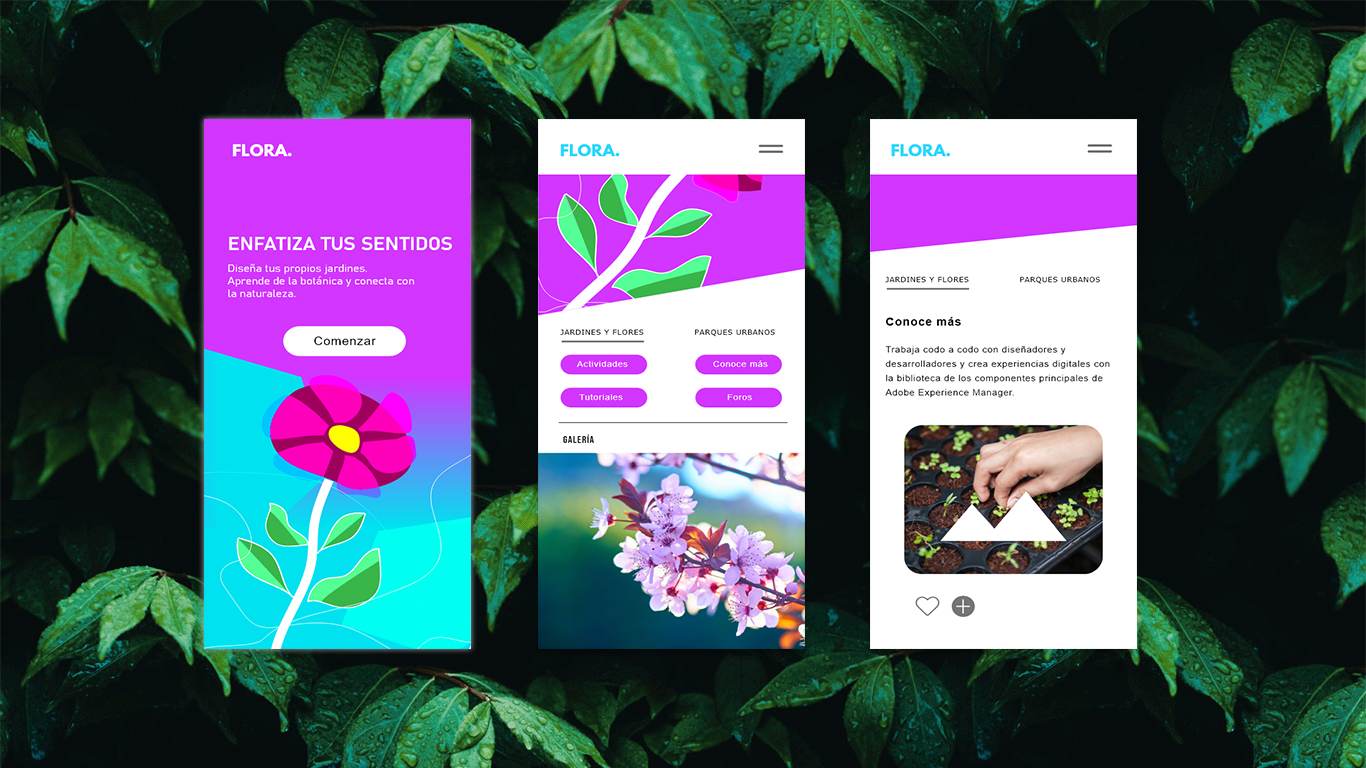 FLORA.
ENFATIZA TUS SENTIDOS
Diseña tus propios jardines.
Aprende de la botánica y conecta con
la naturaleza.
Comenzar
FLORA.
JARDINES Y FLORES
PARQUES URBANOS
Actividades
Conoce más
Tutoriales
Foros
GALERÍA
FLORA.
JARDINES Y FLORES
PARQUES URBANOS
Conoce más
Trabaja codo a codo con diseñadores y
desarrolladores y crea experiencias digitales con
la biblioteca de los componentes principales de
Adobe Experience Manager.